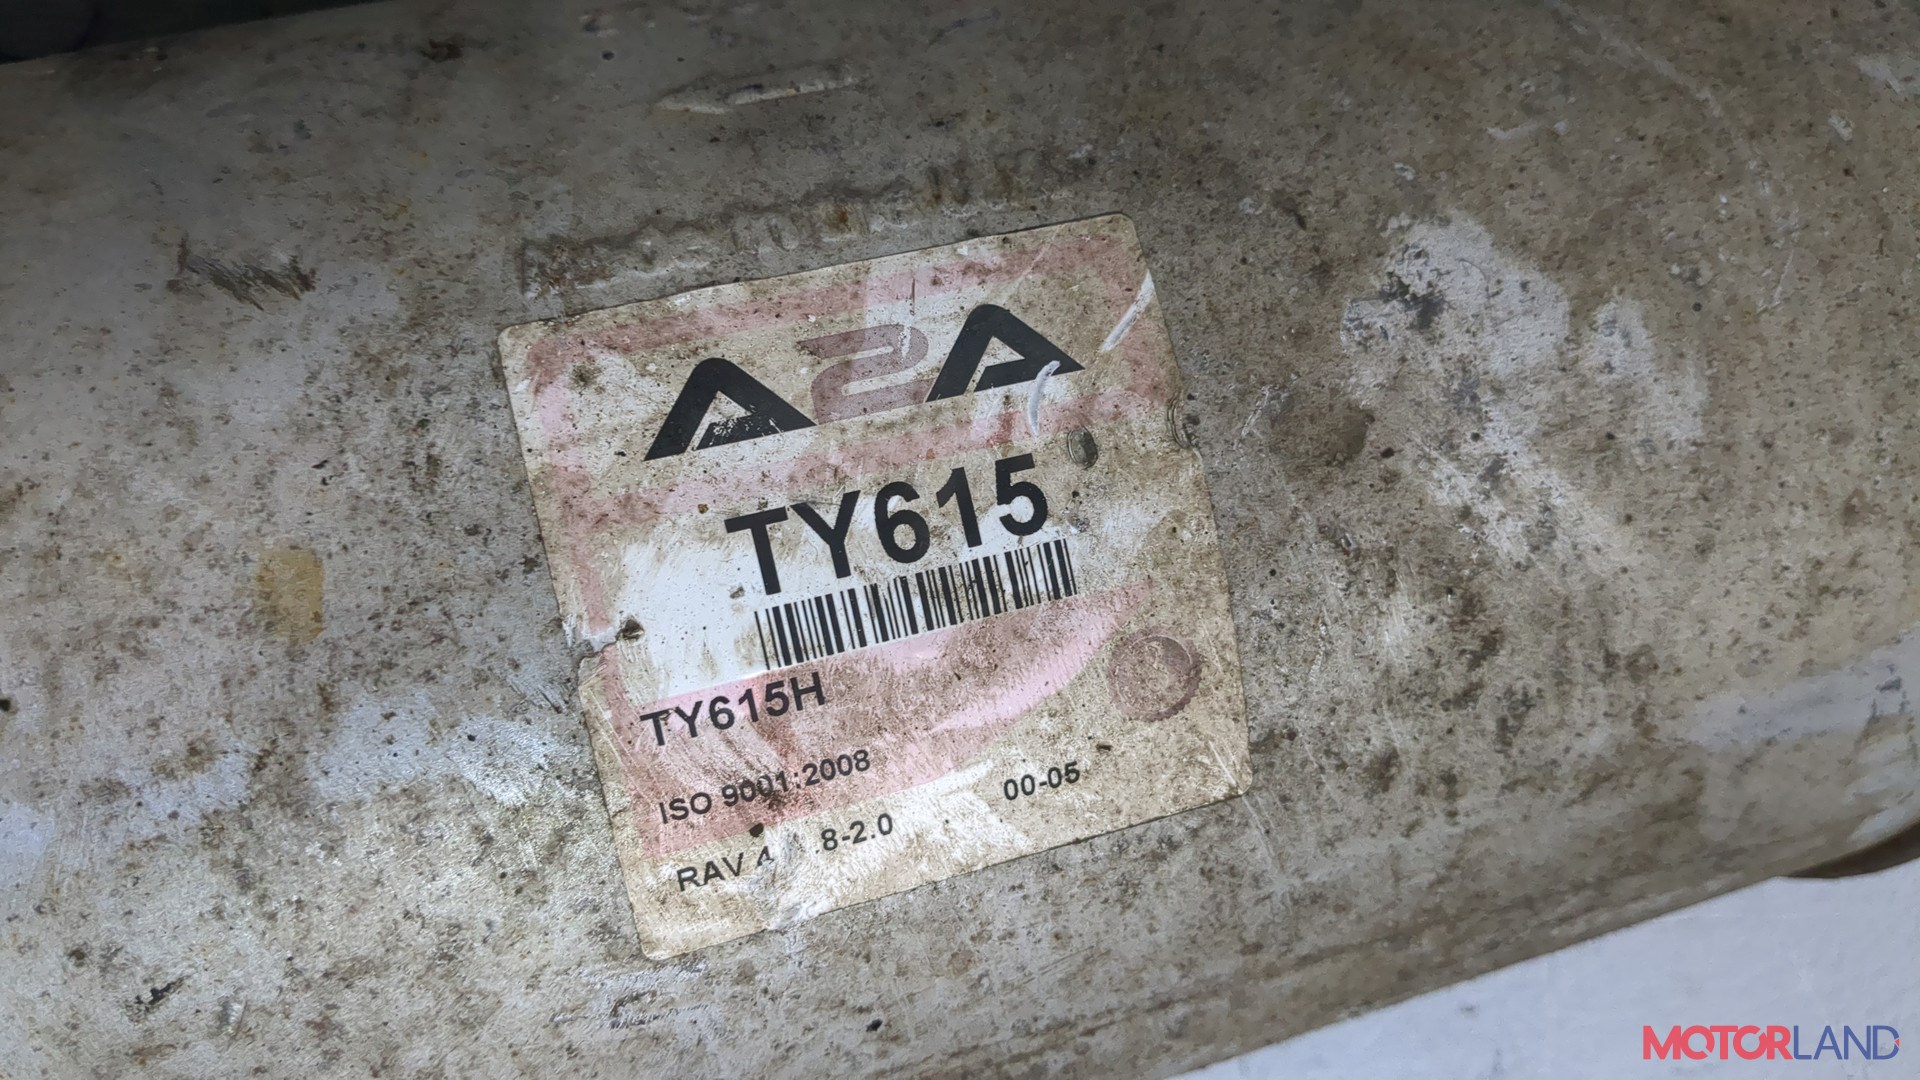 A2A
TY615
TY615H
ISO 9001:2008
00-05
RAV 4 .8-2.0
MOTORLAND